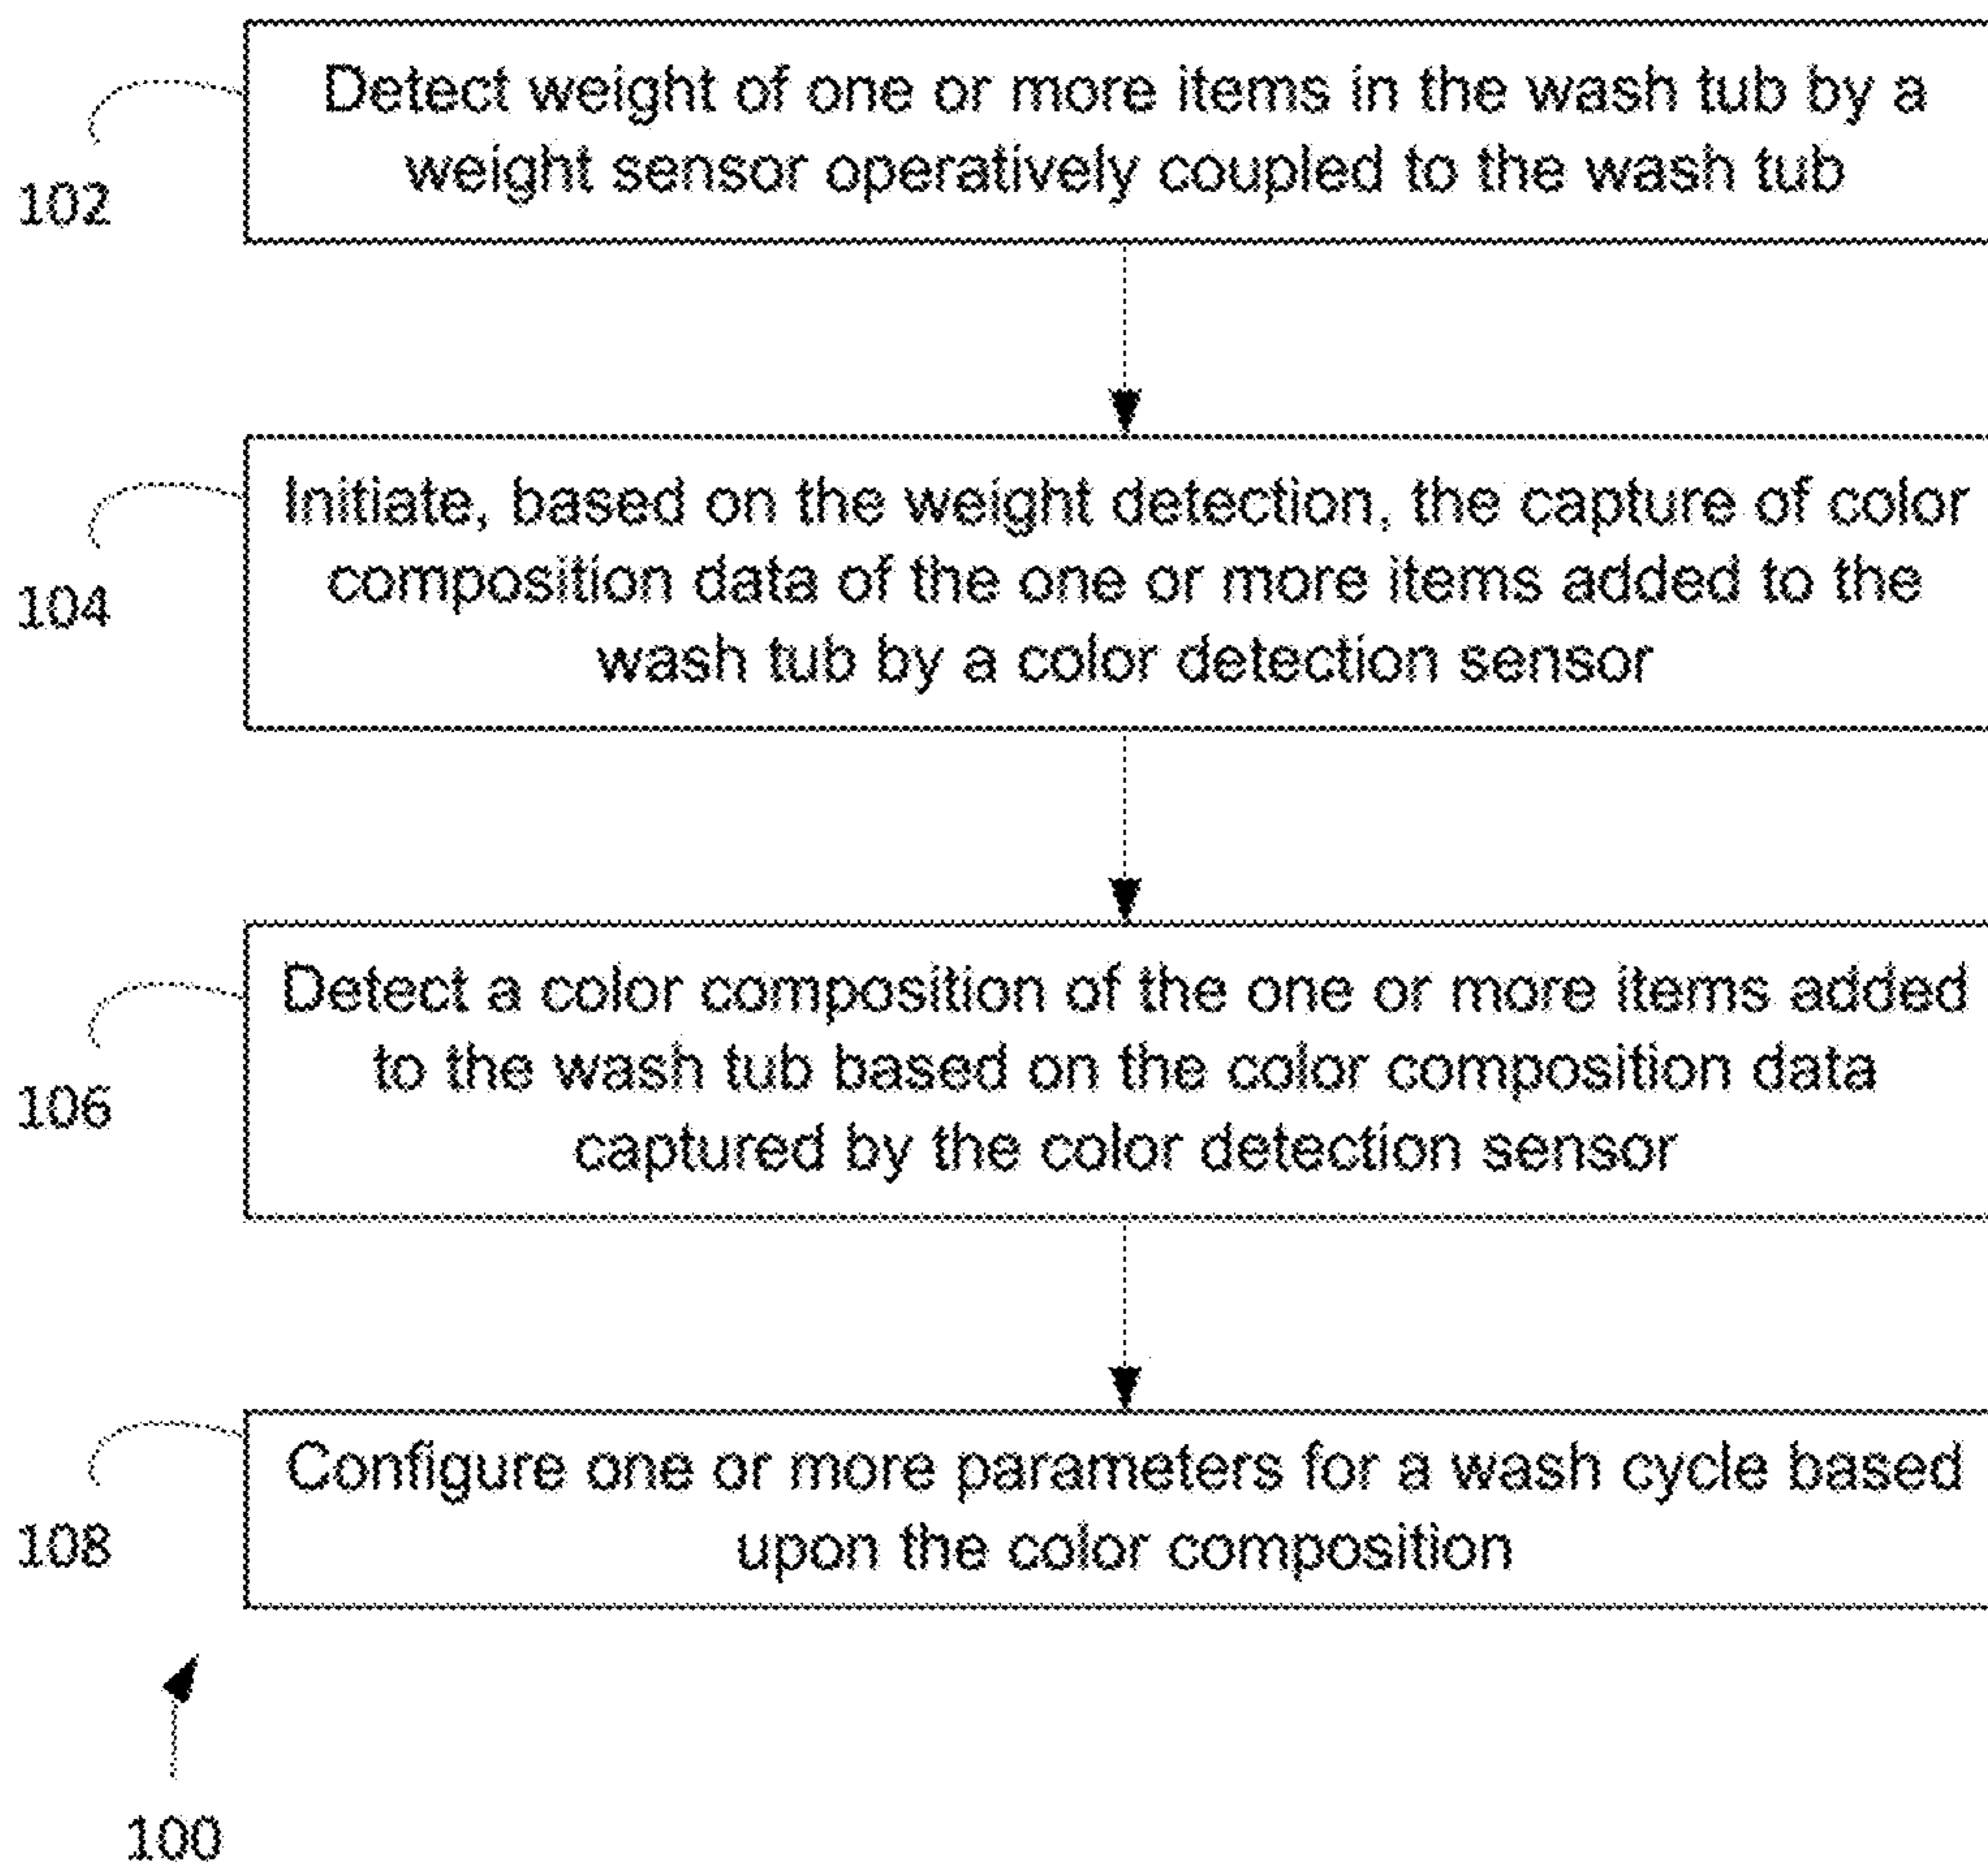 Detect weight of one or more items in the wash tub by a
weight sensor operatively coupled to the wash tub
102
Initiate, based on the weight detection, the capture of color
composition data of the one or more items added to the
wash tub by a color detection sensor
104
Detect a color composition of the one or more items added
to the wash tub based on the color composition data
captured by the color detection sensor
106
Configure one or more parameters for a wash cycle based
upon the color composition
108
100